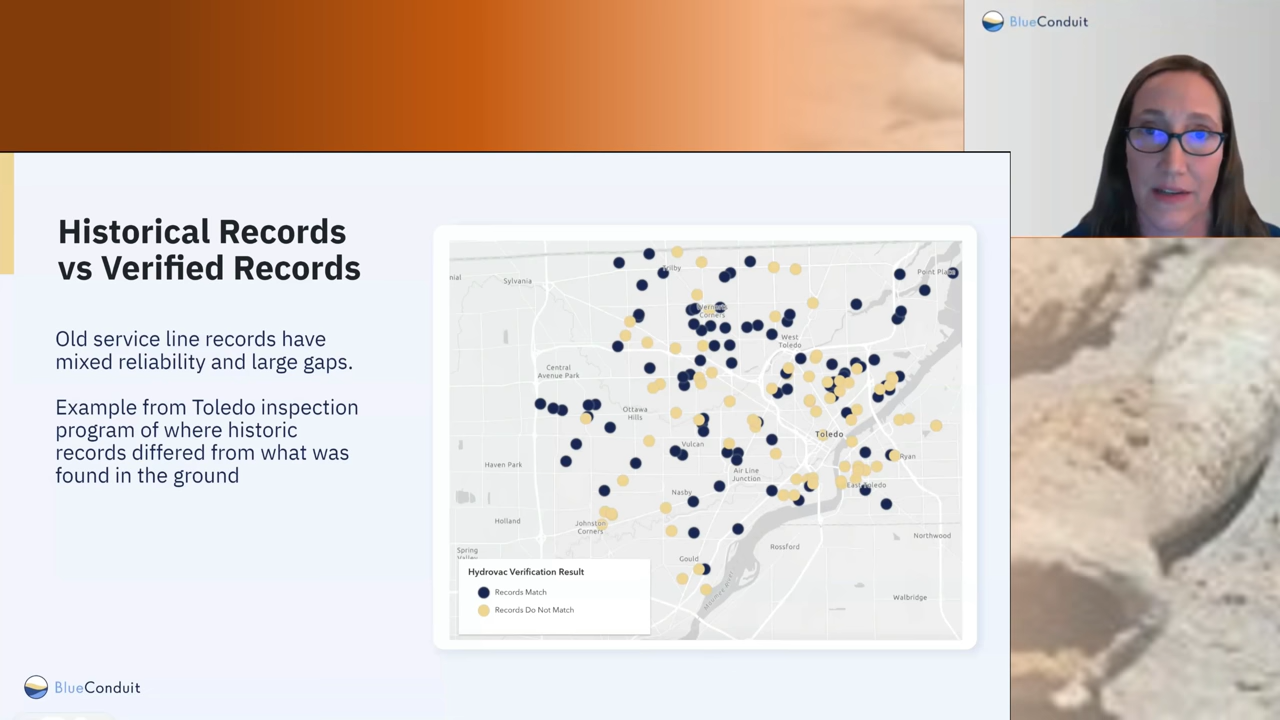 BlueConduit
Historical Records
vs Verified Records
Old service line records have
mixed reliability and large gaps.
Example from Toledo inspection
program of where historic
records differed from what was
found in the ground
Sylvania
Point
Central
Avenue Park
Ottawa
Hills
West
Toledo
Corners
Vulcan
Toledo
Haven Park
Air Line
Junction
Ryan
East Toledo
Nasby
Holland
Johnston
Corners
Northwood
Spring
Valley
Gould
Rossford
Walbridge
Hydrovac Verification Result
Records Match
Records Do Not Match
BlueConduit